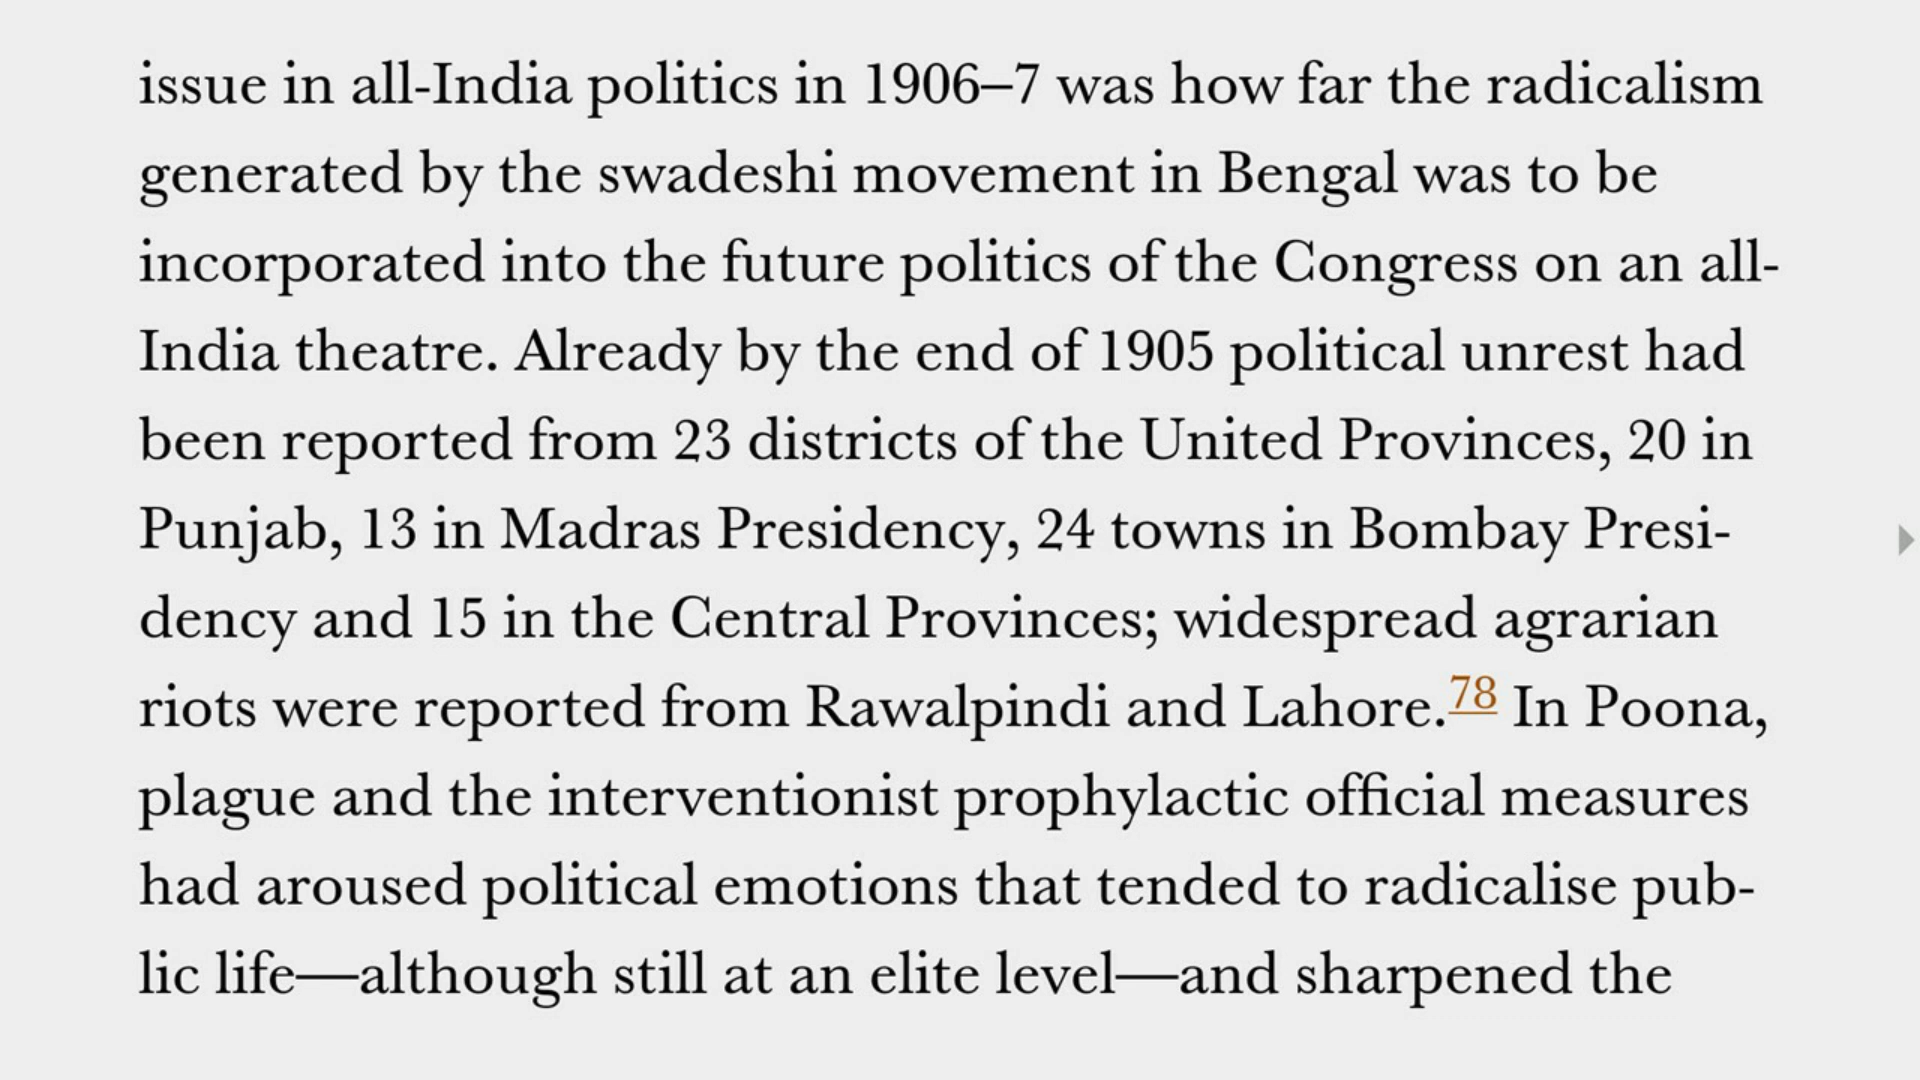 issue in all-India politics in 1906–7 was how far the radicalism
generated by the swadeshi movement in Bengal was to be
incorporated into the future politics of the Congress on an all-
India theatre. Already by the end of 1905 political unrest had
been reported from 23 districts of the United Provinces, 20 in
Punjab, 13 in Madras Presidency, 24 towns in Bombay Presi-
dency and 15 in the Central Provinces; widespread agrarian
riots were reported from Rawalpindi and Lahore.78 In Poona,
plague and the interventionist prophylactic official measures
had aroused political emotions that tended to radicalise pub-
lic life—although still at an elite level—and sharpened the